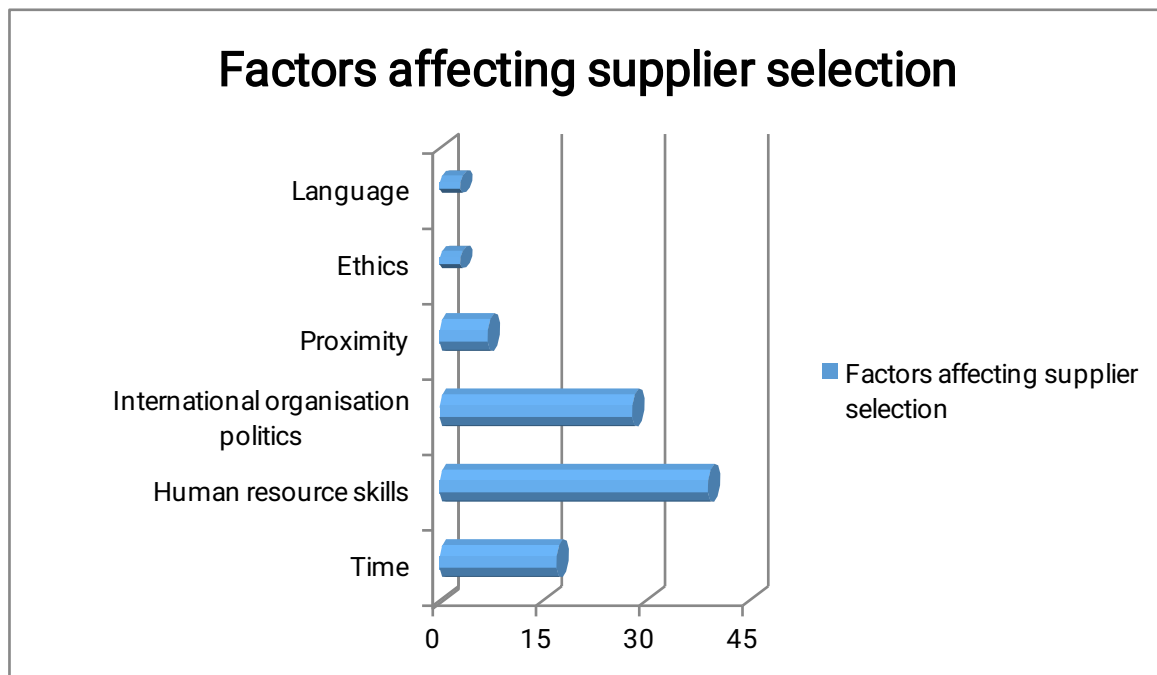 Factors affecting supplier selection
Language
Ethics
Proximity
International organisation
politics
Human resource skills
Time
0 15 30 45
Factors affecting supplier
selection